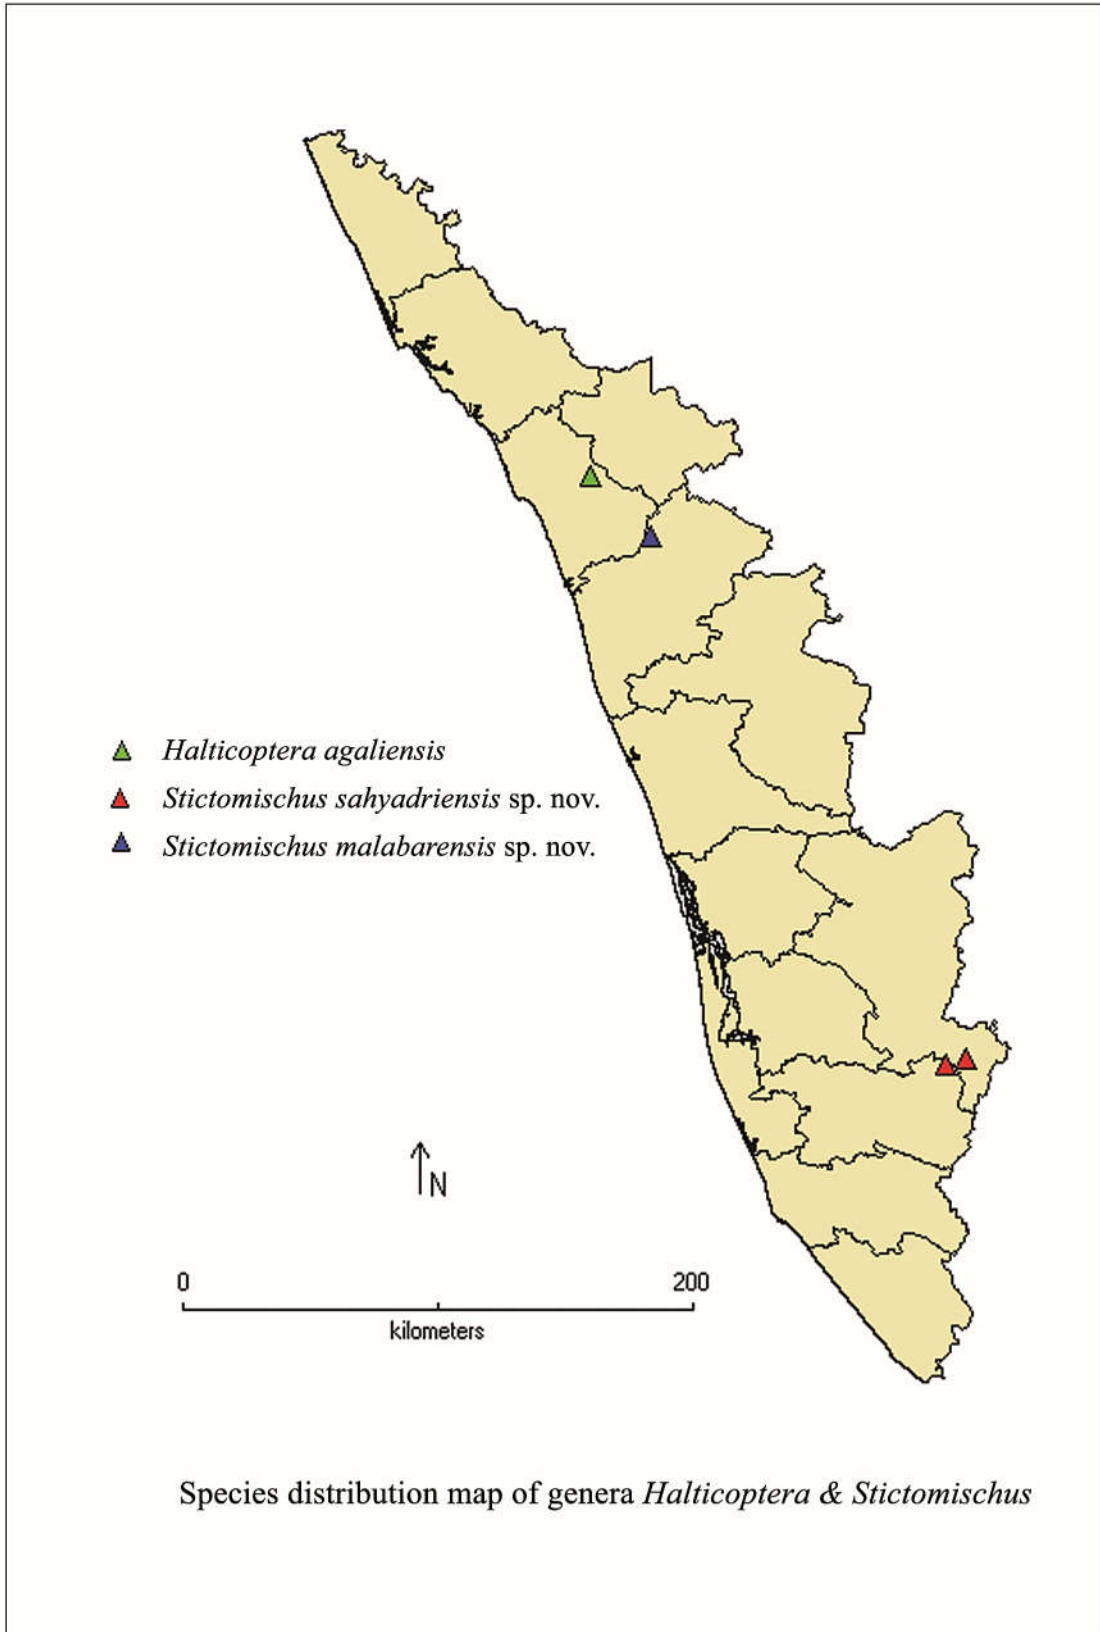 Halticoptera agaliensis
Stictomischus sahyadriensis sp. nov.
Stictomischus malabarensis sp. nov.
N
0 200
kilometers
Species distribution map of genera Halticoptera & Stictomischus